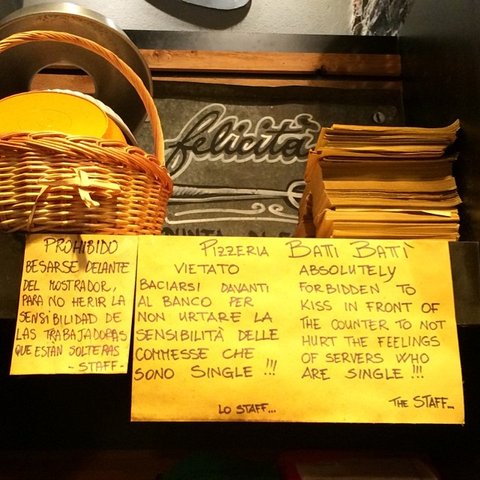 felicità
PROHIBIDO
BESARSE DELANTE
DEL MOSTRADOR,
PARA NO HERIR LA
SENSIBILIDAD DE
LAS TRABAJADORAS
QUE ESTAN SOLTERAS
- STAFF -
PIZZERIA BATTI BATTI
VIETATO
BACIARSI DAVANTI
AL BANCO PER
NON URTARE LA
SENSIBILITÀ DELLE
COMMESSE CHE
SONO SINGLE !!!
LO STAFF...
ABSOLUTELY
FORBIDDEN TO
KISS IN FRONT OF
THE COUNTER TO NOT
HURT THE FEELINGS
OF SERVERS WHO
ARE SINGLE !!!
THE STAFF...